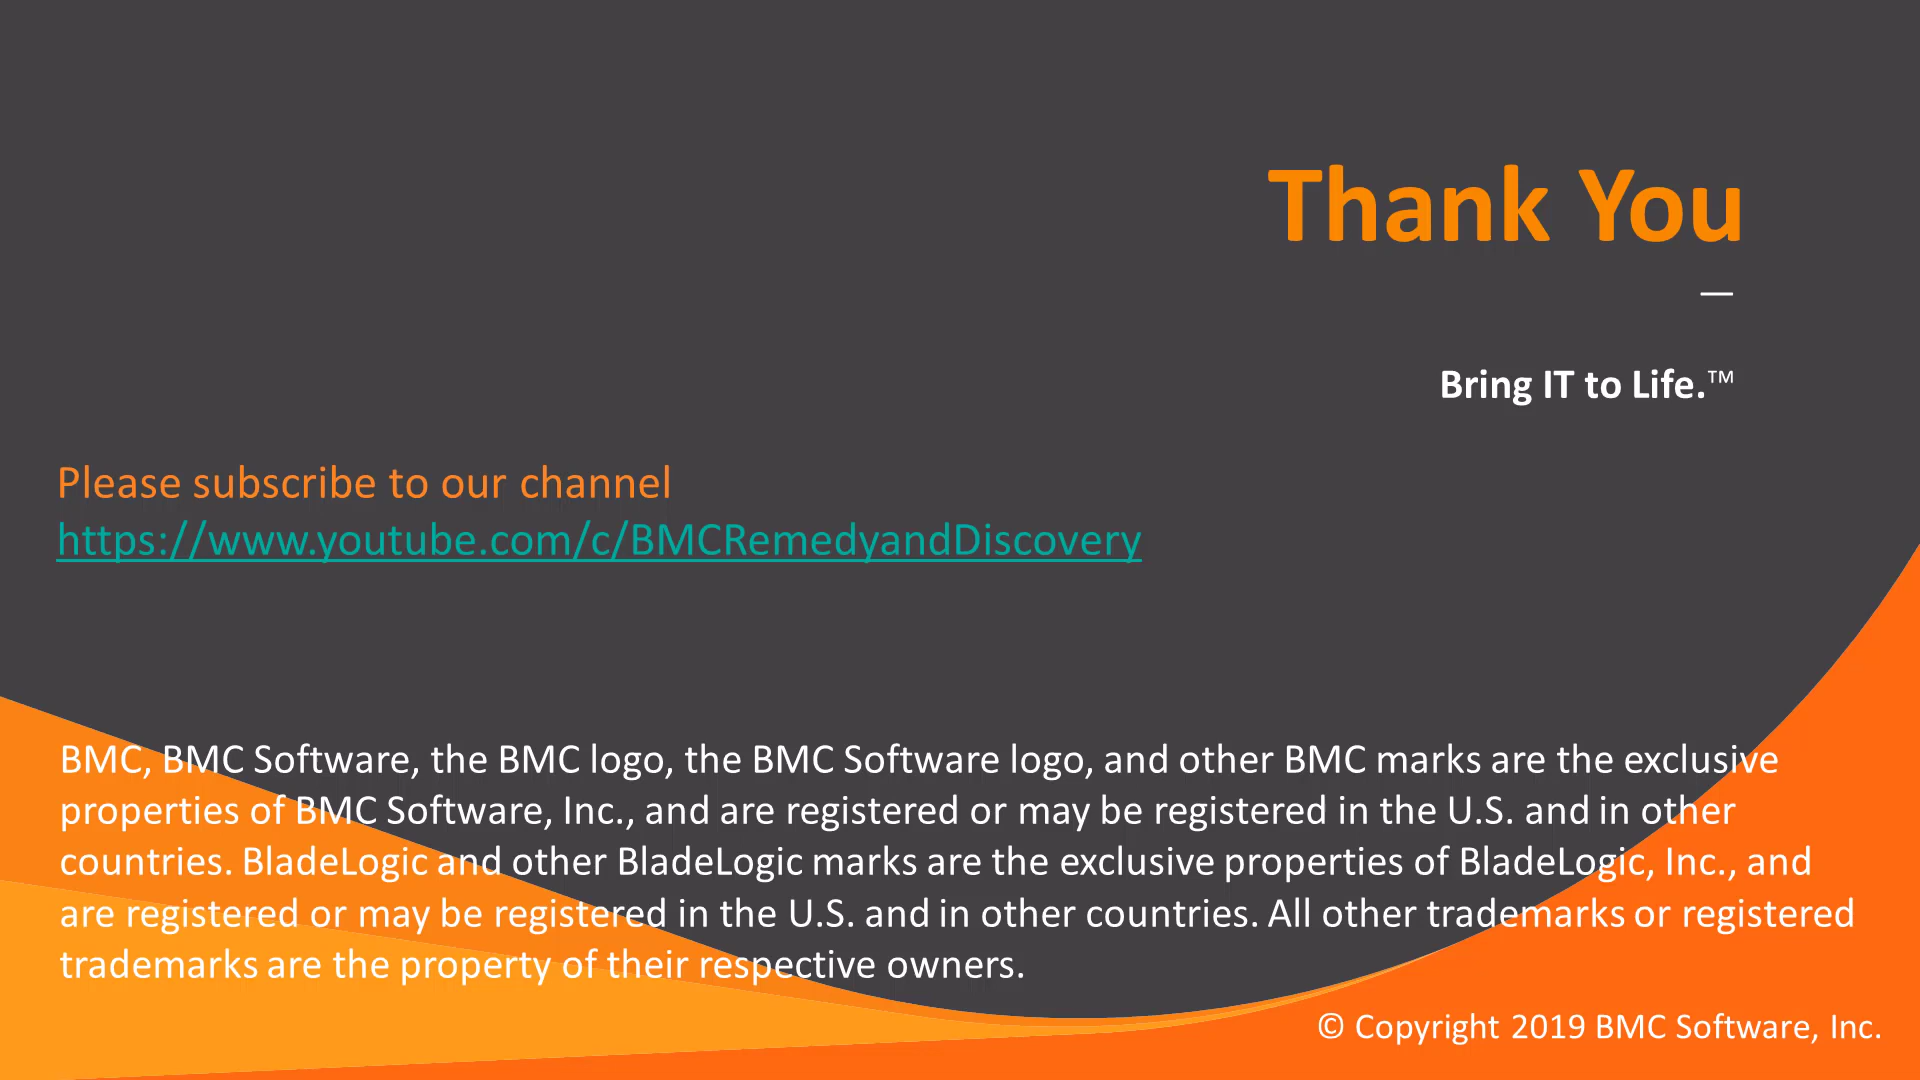 Thank You
—
Bring IT to Life.™
Please subscribe to our channel
https://www.youtube.com/c/BMCRemedyandDiscovery
BMC, BMC Software, the BMC logo, the BMC Software logo, and other BMC marks are the exclusive
properties of BMC Software, Inc., and are registered or may be registered in the U.S. and in other
countries. BladeLogic and other BladeLogic marks are the exclusive properties of BladeLogic, Inc., and
are registered or may be registered in the U.S. and in other countries. All other trademarks or registered
trademarks are the property of their respective owners.
© Copyright 2019 BMC Software, Inc.